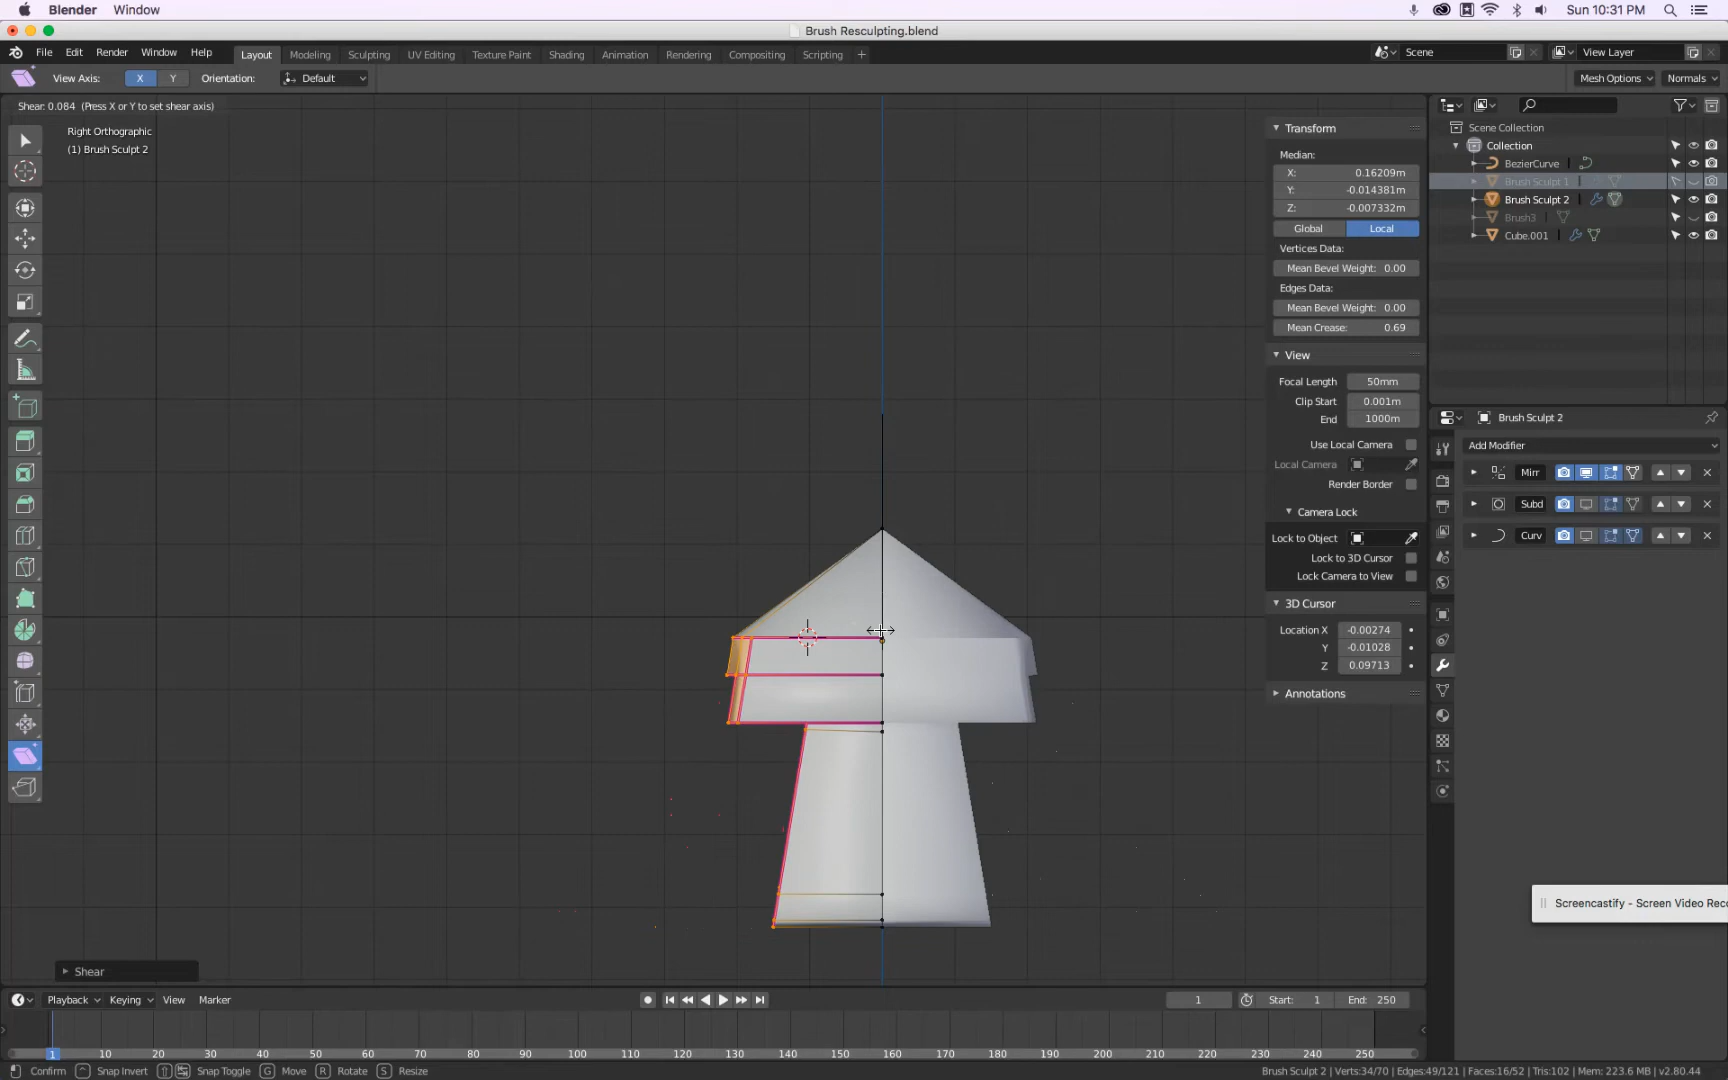 Blender Window Sun 10:31 PM
Brush Resculpting.blend
File Edit Render Window Help Layout Modeling Sculpting UV Editing Texture Paint Shading Animation Rendering Compositing Scripting + Scene View Layer
View Axis: X Y Orientation: Default Mesh Options Normals
Shear: 0.084 (Press X or Y to set shear axis)
Right Orthographic
(1) Brush Sculpt 2
Transform
Median:
X: 0.16209m
Y: -0.014381m
Z: -0.007332m
Global Local
Vertices Data:
Mean Bevel Weight: 0.00
Edges Data:
Mean Bevel Weight: 0.00
Mean Crease: 0.69
View
Focal Length 50mm
Clip Start 0.001m
End 1000m
Use Local Camera
Local Camera
Render Border
Camera Lock
Lock to Object
Lock to 3D Cursor
Lock Camera to View
3D Cursor
Location X -0.00274
Y -0.01028
Z 0.09713
Annotations
Scene Collection
Collection
BezierCurve
Brush Sculpt 1
Brush Sculpt 2
Brush3
Cube.001
Brush Sculpt 2
Add Modifier
Mirr
Subd
Curv
Screencastify - Screen Video Rec
Shear
Playback Keying View Marker 1 Start: 1 End: 250
1 10 20 30 40 50 60 70 80 90 100 110 120 130 140 150 160 170 180 190 200 210 220 230 240 250
Confirm Snap Invert Snap Toggle G Move R Rotate S Resize Brush Sculpt 2 | Verts:34/70 | Edges:49/121 | Faces:16/52 | Tris:102 | Mem: 223.6 MB | v2.80.44